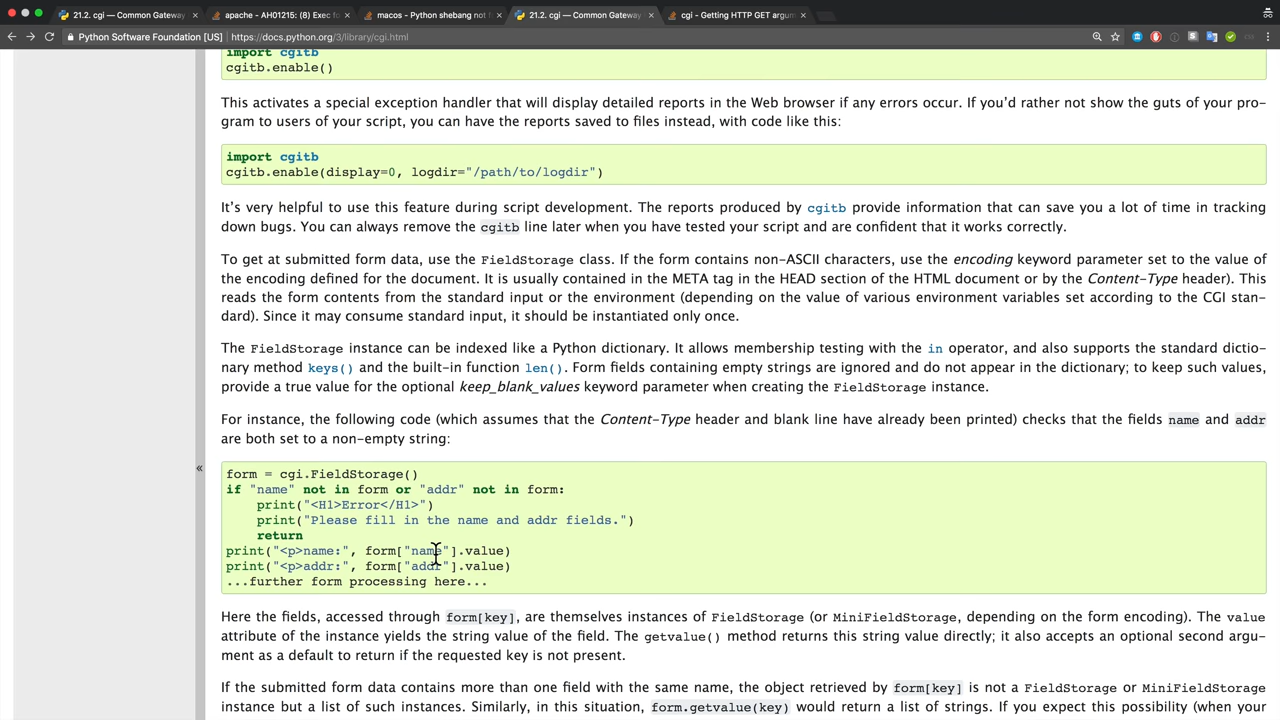 21.2. cgi — Common Gateway
apache - AH01215: (8) Exec fo
macos - Python shebang not f
21.2. cgi — Common Gateway
cgi - Getting HTTP GET argum
Python Software Foundation [US] https://docs.python.org/3/library/cgi.html
import cgitb
cgitb.enable()
This activates a special exception handler that will display detailed reports in the Web browser if any errors occur. If you’d rather not show the guts of your pro-
gram to users of your script, you can have the reports saved to files instead, with code like this:
import cgitb
cgitb.enable(display=0, logdir="/path/to/logdir")
It’s very helpful to use this feature during script development. The reports produced by cgitb provide information that can save you a lot of time in tracking
down bugs. You can always remove the cgitb line later when you have tested your script and are confident that it works correctly.
To get at submitted form data, use the FieldStorage class. If the form contains non-ASCII characters, use the encoding keyword parameter set to the value of
the encoding defined for the document. It is usually contained in the META tag in the HEAD section of the HTML document or by the Content-Type header). This
reads the form contents from the standard input or the environment (depending on the value of various environment variables set according to the CGI stan-
dard). Since it may consume standard input, it should be instantiated only once.
The FieldStorage instance can be indexed like a Python dictionary. It allows membership testing with the in operator, and also supports the standard dictio-
nary method keys() and the built-in function len(). Form fields containing empty strings are ignored and do not appear in the dictionary; to keep such values,
provide a true value for the optional keep_blank_values keyword parameter when creating the FieldStorage instance.
For instance, the following code (which assumes that the Content-Type header and blank line have already been printed) checks that the fields name and addr
are both set to a non-empty string:
«
form = cgi.FieldStorage()
if "name" not in form or "addr" not in form:
    print("<H1>Error</H1>")
    print("Please fill in the name and addr fields.")
    return
print("<p>name:", form["name"].value)
print("<p>addr:", form["addr"].value)
...further form processing here...
Here the fields, accessed through form[key], are themselves instances of FieldStorage (or MiniFieldStorage, depending on the form encoding). The value
attribute of the instance yields the string value of the field. The getvalue() method returns this string value directly; it also accepts an optional second argu-
ment as a default to return if the requested key is not present.
If the submitted form data contains more than one field with the same name, the object retrieved by form[key] is not a FieldStorage or MiniFieldStorage
instance but a list of such instances. Similarly, in this situation, form.getvalue(key) would return a list of strings. If you expect this possibility (when your